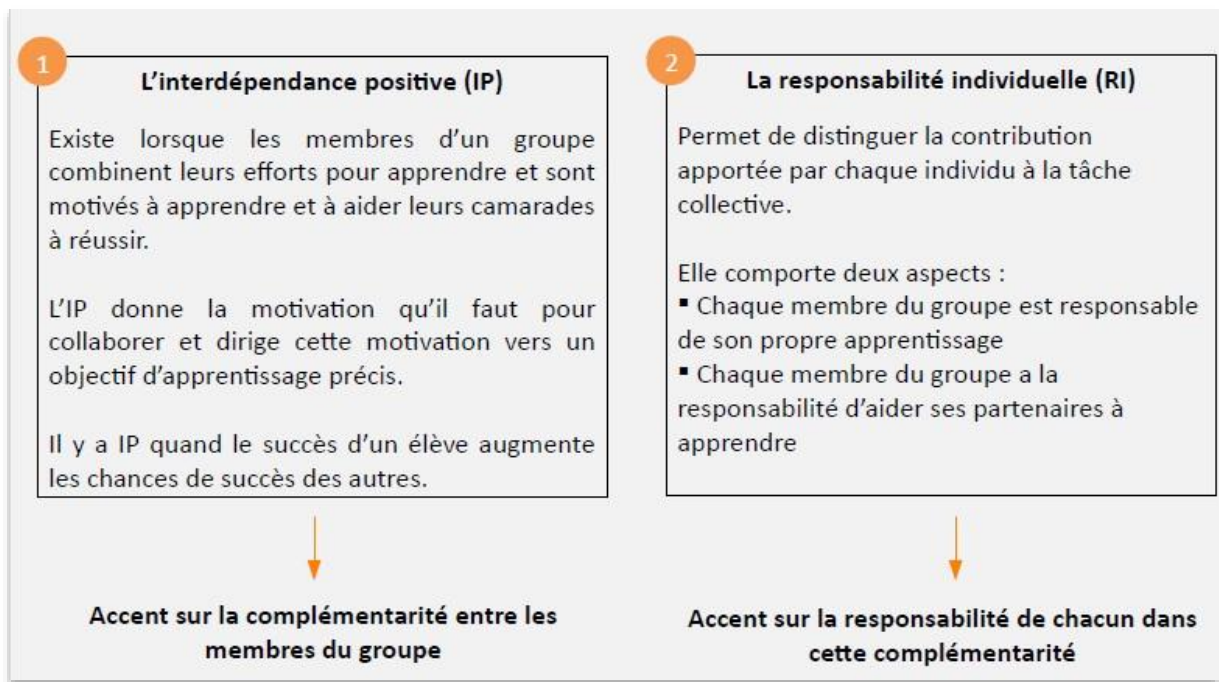 1
L’interdépendance positive (IP)
Existe lorsque les membres d’un groupe
combinent leurs efforts pour apprendre et sont
motivés à apprendre et à aider leurs camarades
à réussir.
L’IP donne la motivation qu’il faut pour
collaborer et dirige cette motivation vers un
objectif d’apprentissage précis.
Il y a IP quand le succès d’un élève augmente
les chances de succès des autres.
Accent sur la complémentarité entre les
membres du groupe
2
La responsabilité individuelle (RI)
Permet de distinguer la contribution
apportée par chaque individu à la tâche
collective.
Elle comporte deux aspects :
▪ Chaque membre du groupe est responsable
de son propre apprentissage
▪ Chaque membre du groupe a la
responsabilité d’aider ses partenaires à
apprendre
Accent sur la responsabilité de chacun dans
cette complémentarité